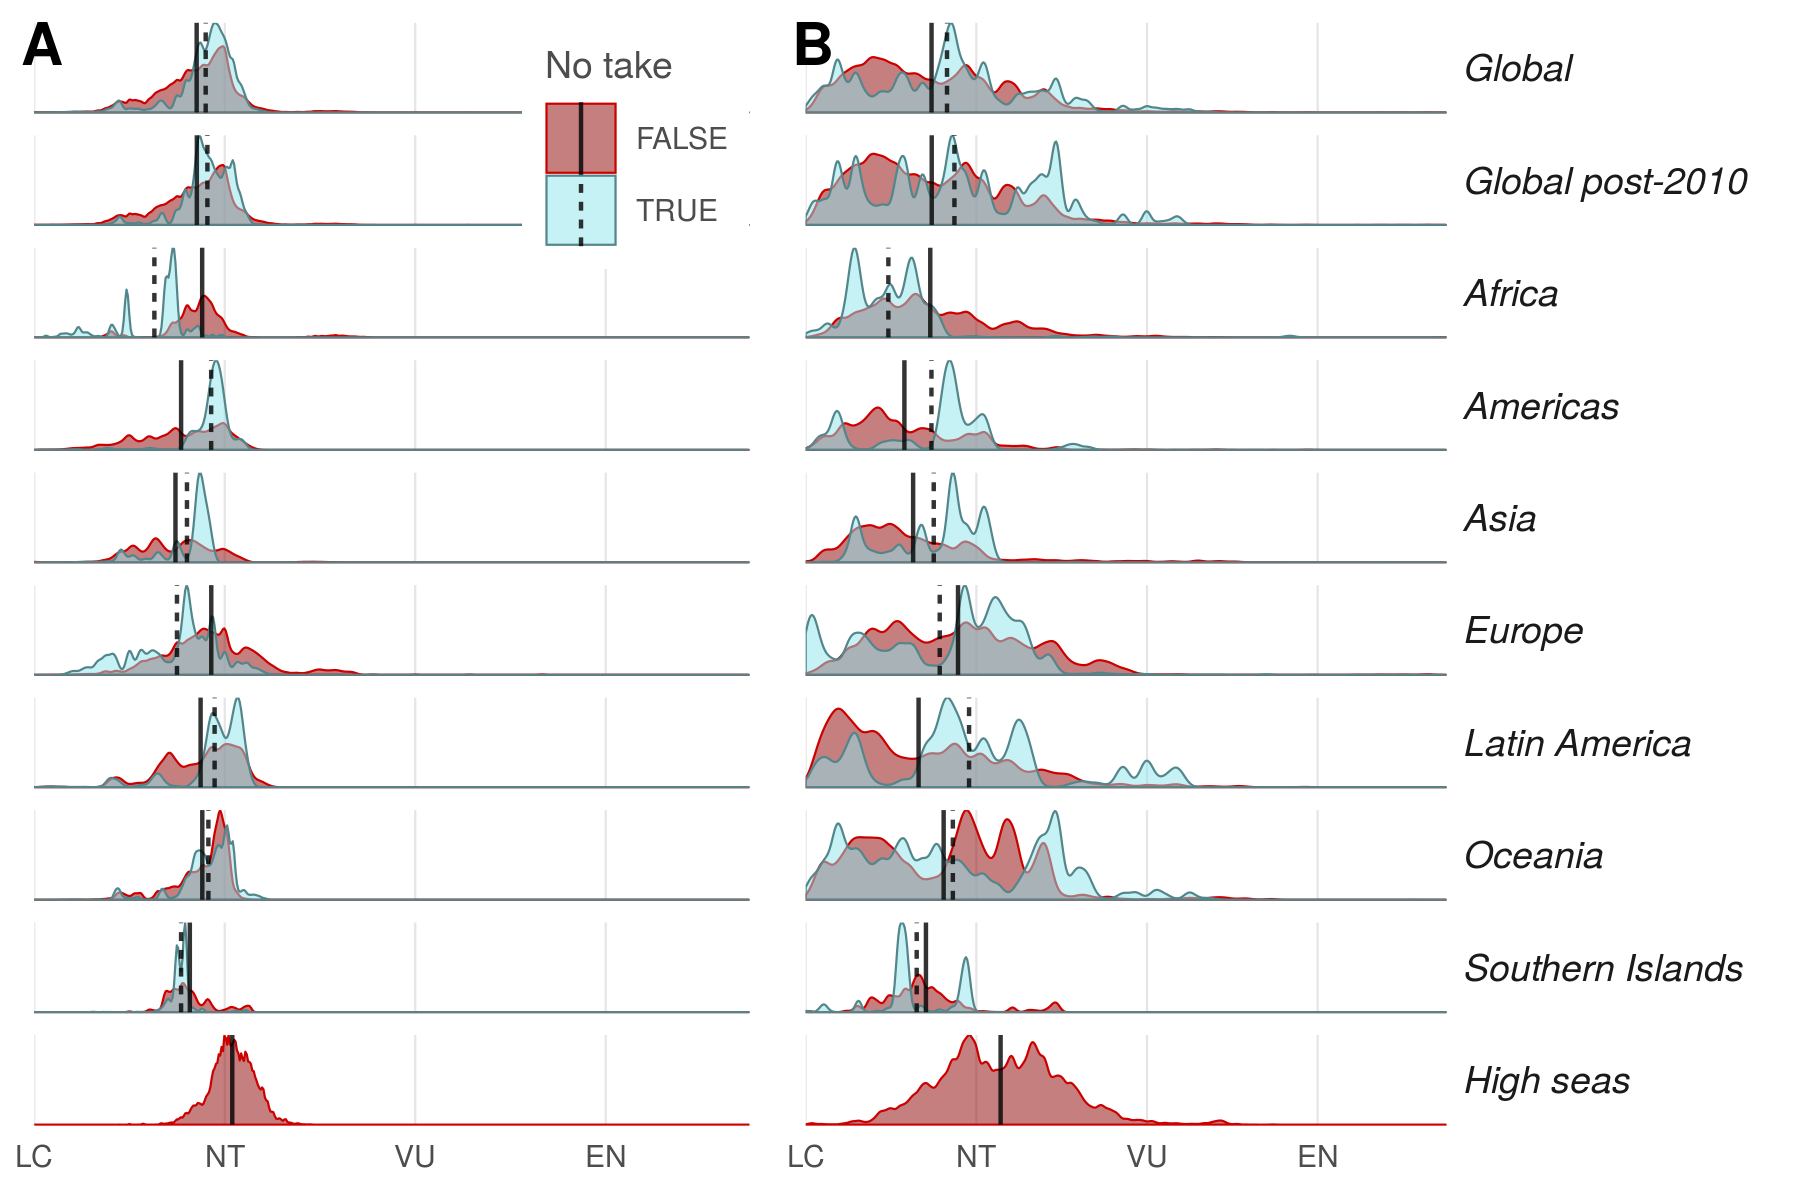 A
B
No take
FALSE
TRUE
Global
Global post-2010
Africa
Americas
Asia
Europe
Latin America
Oceania
Southern Islands
High seas
LC NT VU EN LC NT VU EN